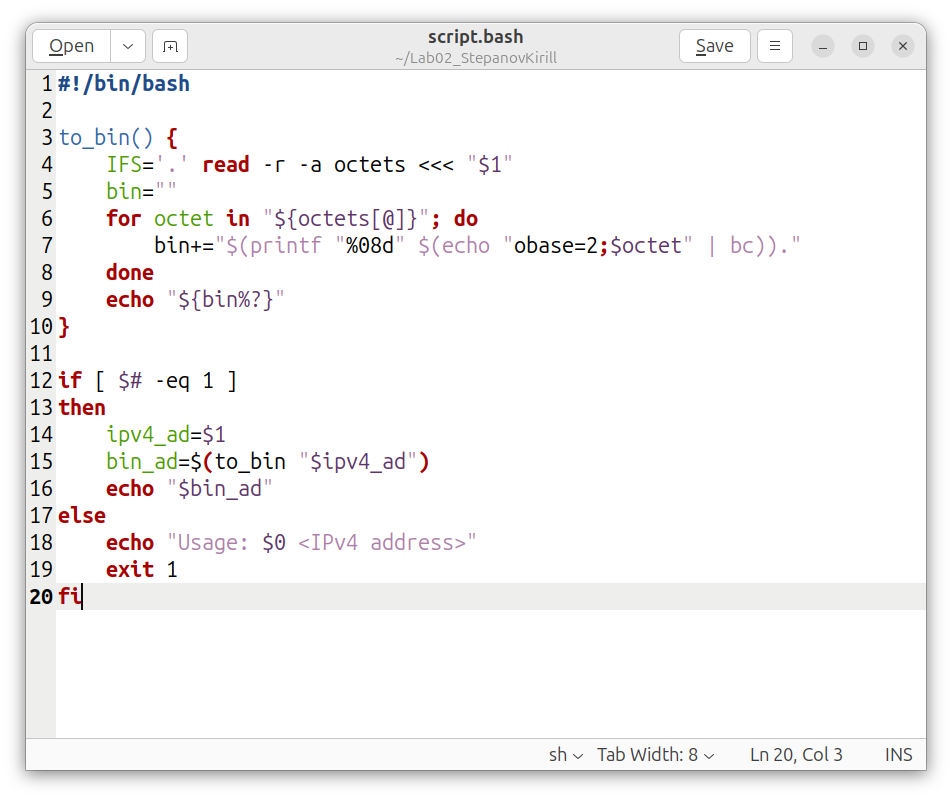 Open
script.bash
~/Lab02_StepanovKirill
Save
1 #!/bin/bash
2
3 to_bin() {
4     IFS='.' read -r -a octets <<< "$1"
5     bin=""
6     for octet in "${octets[@]}"; do
7         bin+="$(printf "%08d" $(echo "obase=2;$octet" | bc))."
8     done
9     echo "${bin%?}"
10 }
11
12 if [ $# -eq 1 ]
13 then
14     ipv4_ad=$1
15     bin_ad=$(to_bin "$ipv4_ad")
16     echo "$bin_ad"
17 else
18     echo "Usage: $0 <IPv4 address>"
19     exit 1
20 fi
sh Tab Width: 8 Ln 20, Col 3 INS